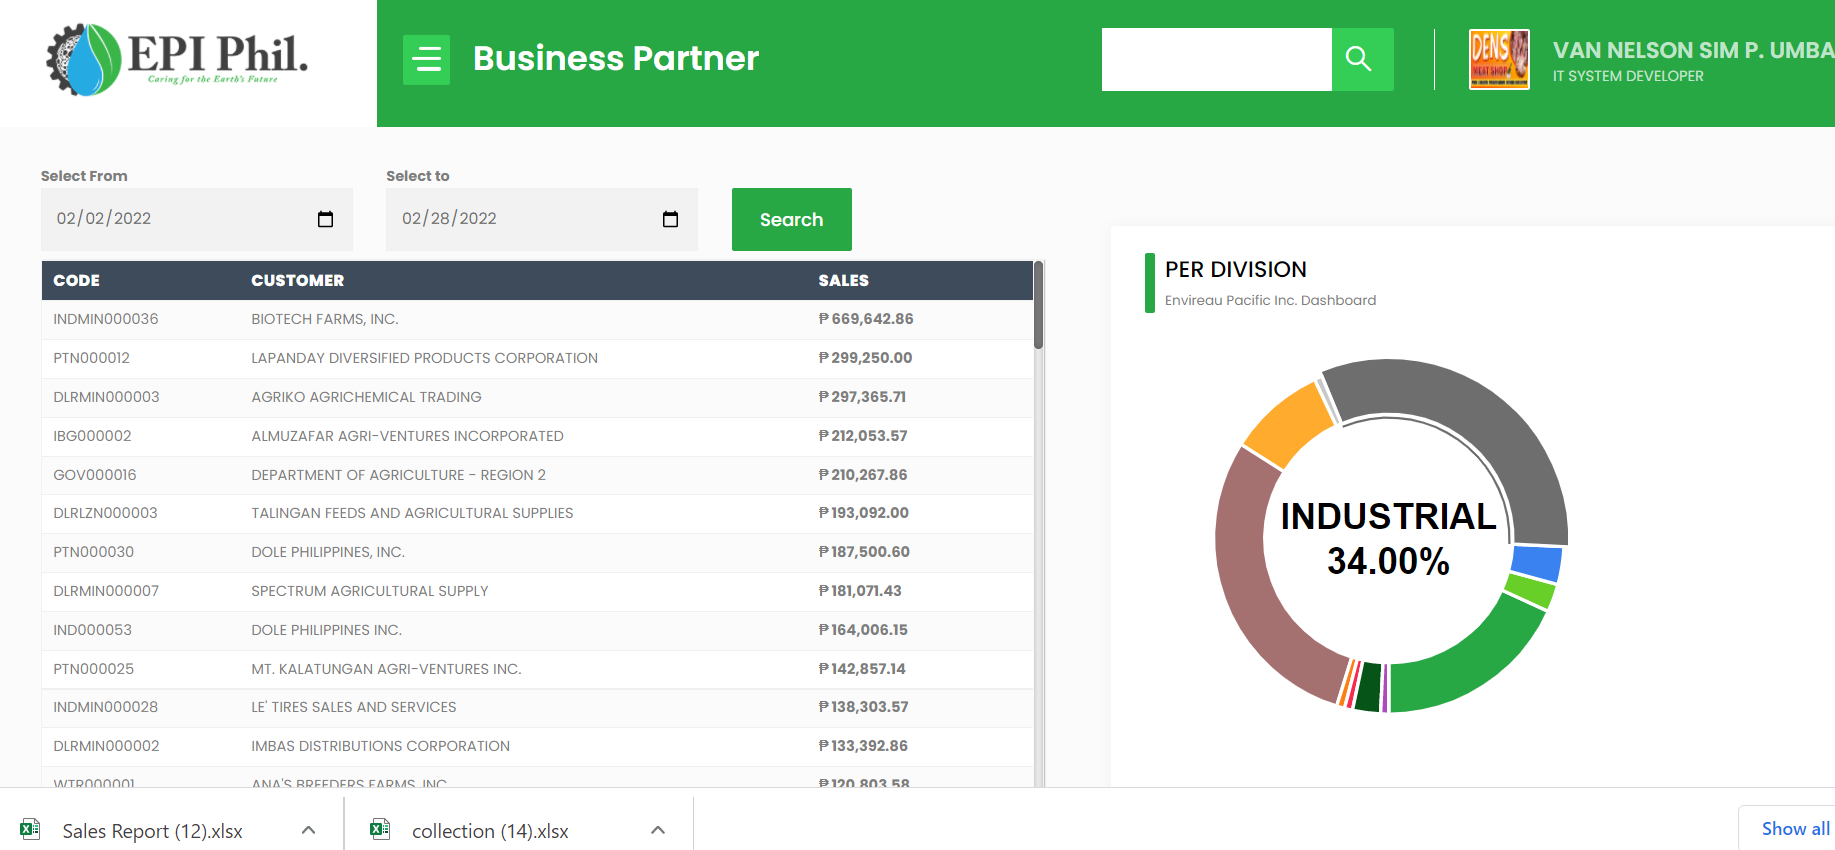 EPI Phil.
Caring for the Earth's Future
Business Partner
DENS
MEAT SHOP
VAN NELSON SIM P. UMBA
IT SYSTEM DEVELOPER
Select From
Select to
02/02/2022
02/28/2022
Search
CODE CUSTOMER SALES
INDMIN000036 BIOTECH FARMS, INC. ₱ 669,642.86
PTN000012 LAPANDAY DIVERSIFIED PRODUCTS CORPORATION ₱ 299,250.00
DLRMIN000003 AGRIKO AGRICHEMICAL TRADING ₱ 297,365.71
IBG000002 ALMUZAFAR AGRI-VENTURES INCORPORATED ₱ 212,053.57
GOV000016 DEPARTMENT OF AGRICULTURE - REGION 2 ₱ 210,267.86
DLRLZN000003 TALINGAN FEEDS AND AGRICULTURAL SUPPLIES ₱ 193,092.00
PTN000030 DOLE PHILIPPINES, INC. ₱ 187,500.60
DLRMIN000007 SPECTRUM AGRICULTURAL SUPPLY ₱ 181,071.43
IND000053 DOLE PHILIPPINES INC. ₱ 164,006.15
PTN000025 MT. KALATUNGAN AGRI-VENTURES INC. ₱ 142,857.14
INDMIN000028 LE' TIRES SALES AND SERVICES ₱ 138,303.57
DLRMIN000002 IMBAS DISTRIBUTIONS CORPORATION ₱ 133,392.86
WTR000001 ANA'S BREEDERS FARMS, INC ₱ 120,803.58
PER DIVISION
Envireau Pacific Inc. Dashboard
INDUSTRIAL
34.00%
Sales Report (12).xlsx
collection (14).xlsx
Show all